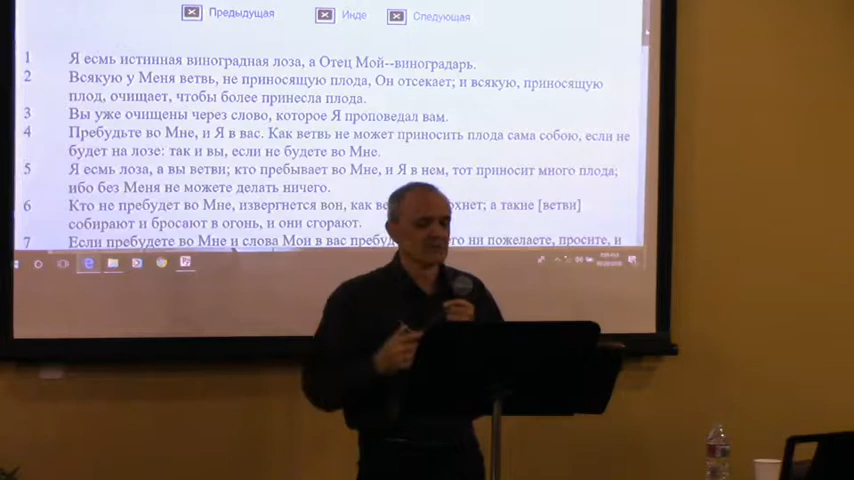 Предыдущая Инде Следующая
1 Я есмь истинная виноградная лоза, а Отец Мой--виноградарь.
2 Всякую у Меня ветвь, не приносящую плода, Он отсекает; и всякую, приносящую
плод, очищает, чтобы более принесла плода.
3 Вы уже очищены через слово, которое Я проповедал вам.
4 Пребудьте во Мне, и Я в вас. Как ветвь не может приносить плода сама собою, если не
будет на лозе: так и вы, если не будете во Мне.
5 Я есмь лоза, а вы ветви; кто пребывает во Мне, и Я в нем, тот приносит много плода;
ибо без Меня не можете делать ничего.
6 Кто не пребудет во Мне, извергнется вон, как ве охнет; а такие [ветви]
собирают и бросают в огонь, и они сгорают.
7 Если пребудете во Мне и слова Мои в вас пребуд его ни пожелаете, просите, и